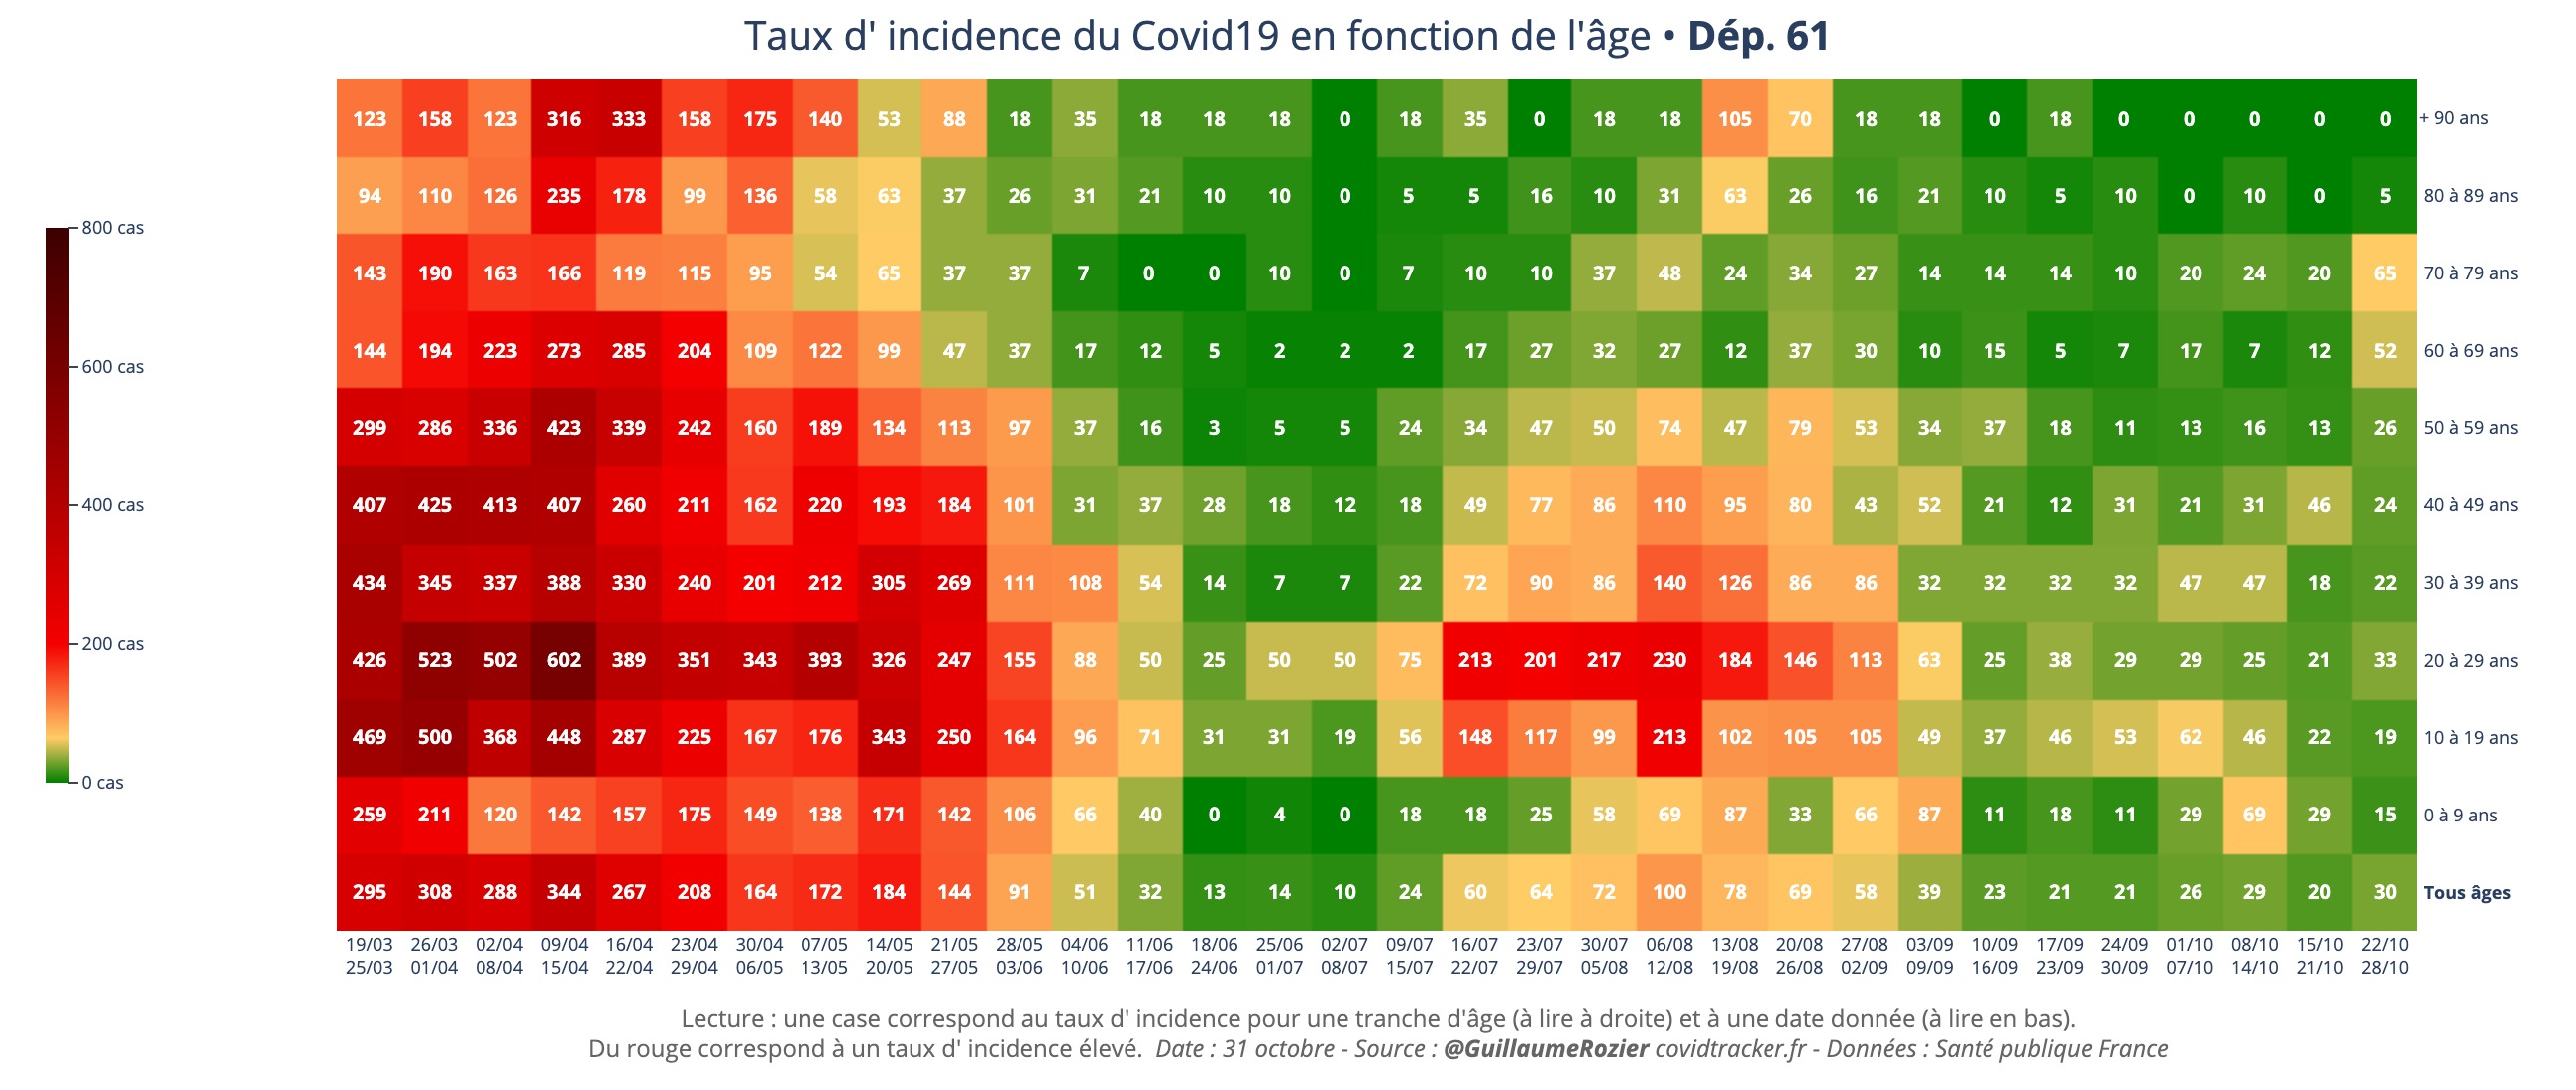 Taux d' incidence du Covid19 en fonction de l'âge • Dép. 61
800 cas
600 cas
400 cas
200 cas
0 cas
123 158 123 316 333 158 175 140 53 88 18 35 18 18 18 0 18 35 0 18 18 105 70 18 18 0 18 0 0 0 0 0 + 90 ans
94 110 126 235 178 99 136 58 63 37 26 31 21 10 10 0 5 5 16 10 31 63 26 16 21 10 5 10 0 10 0 5 80 à 89 ans
143 190 163 166 119 115 95 54 65 37 37 7 0 0 10 0 7 10 10 37 48 24 34 27 14 14 14 10 20 24 20 65 70 à 79 ans
144 194 223 273 285 204 109 122 99 47 37 17 12 5 2 2 2 17 27 32 27 12 37 30 10 15 5 7 17 7 12 52 60 à 69 ans
299 286 336 423 339 242 160 189 134 113 97 37 16 3 5 5 24 34 47 50 74 47 79 53 34 37 18 11 13 16 13 26 50 à 59 ans
407 425 413 407 260 211 162 220 193 184 101 31 37 28 18 12 18 49 77 86 110 95 80 43 52 21 12 31 21 31 46 24 40 à 49 ans
434 345 337 388 330 240 201 212 305 269 111 108 54 14 7 7 22 72 90 86 140 126 86 86 32 32 32 32 47 47 18 22 30 à 39 ans
426 523 502 602 389 351 343 393 326 247 155 88 50 25 50 50 75 213 201 217 230 184 146 113 63 25 38 29 29 25 21 33 20 à 29 ans
469 500 368 448 287 225 167 176 343 250 164 96 71 31 31 19 56 148 117 99 213 102 105 105 49 37 46 53 62 46 22 19 10 à 19 ans
259 211 120 142 157 175 149 138 171 142 106 66 40 0 4 0 18 18 25 58 69 87 33 66 87 11 18 11 29 69 29 15 0 à 9 ans
295 308 288 344 267 208 164 172 184 144 91 51 32 13 14 10 24 60 64 72 100 78 69 58 39 23 21 21 26 29 20 30 Tous âges
19/03 26/03 02/04 09/04 16/04 23/04 30/04 07/05 14/05 21/05 28/05 04/06 11/06 18/06 25/06 02/07 09/07 16/07 23/07 30/07 06/08 13/08 20/08 27/08 03/09 10/09 17/09 24/09 01/10 08/10 15/10 22/10
25/03 01/04 08/04 15/04 22/04 29/04 06/05 13/05 20/05 27/05 03/06 10/06 17/06 24/06 01/07 08/07 15/07 22/07 29/07 05/08 12/08 19/08 26/08 02/09 09/09 16/09 23/09 30/09 07/10 14/10 21/10 28/10
Lecture : une case correspond au taux d' incidence pour une tranche d'âge (à lire à droite) et à une date donnée (à lire en bas).
Du rouge correspond à un taux d' incidence élevé. Date : 31 octobre - Source : @GuillaumeRozier covidtracker.fr - Données : Santé publique France